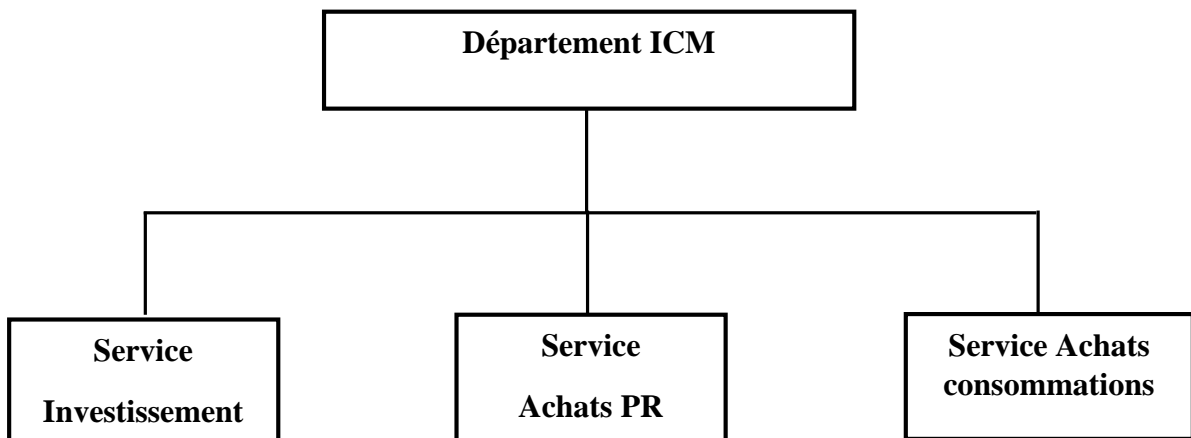 Département ICM
Service
Investissement
Service
Achats PR
Service Achats
consommations